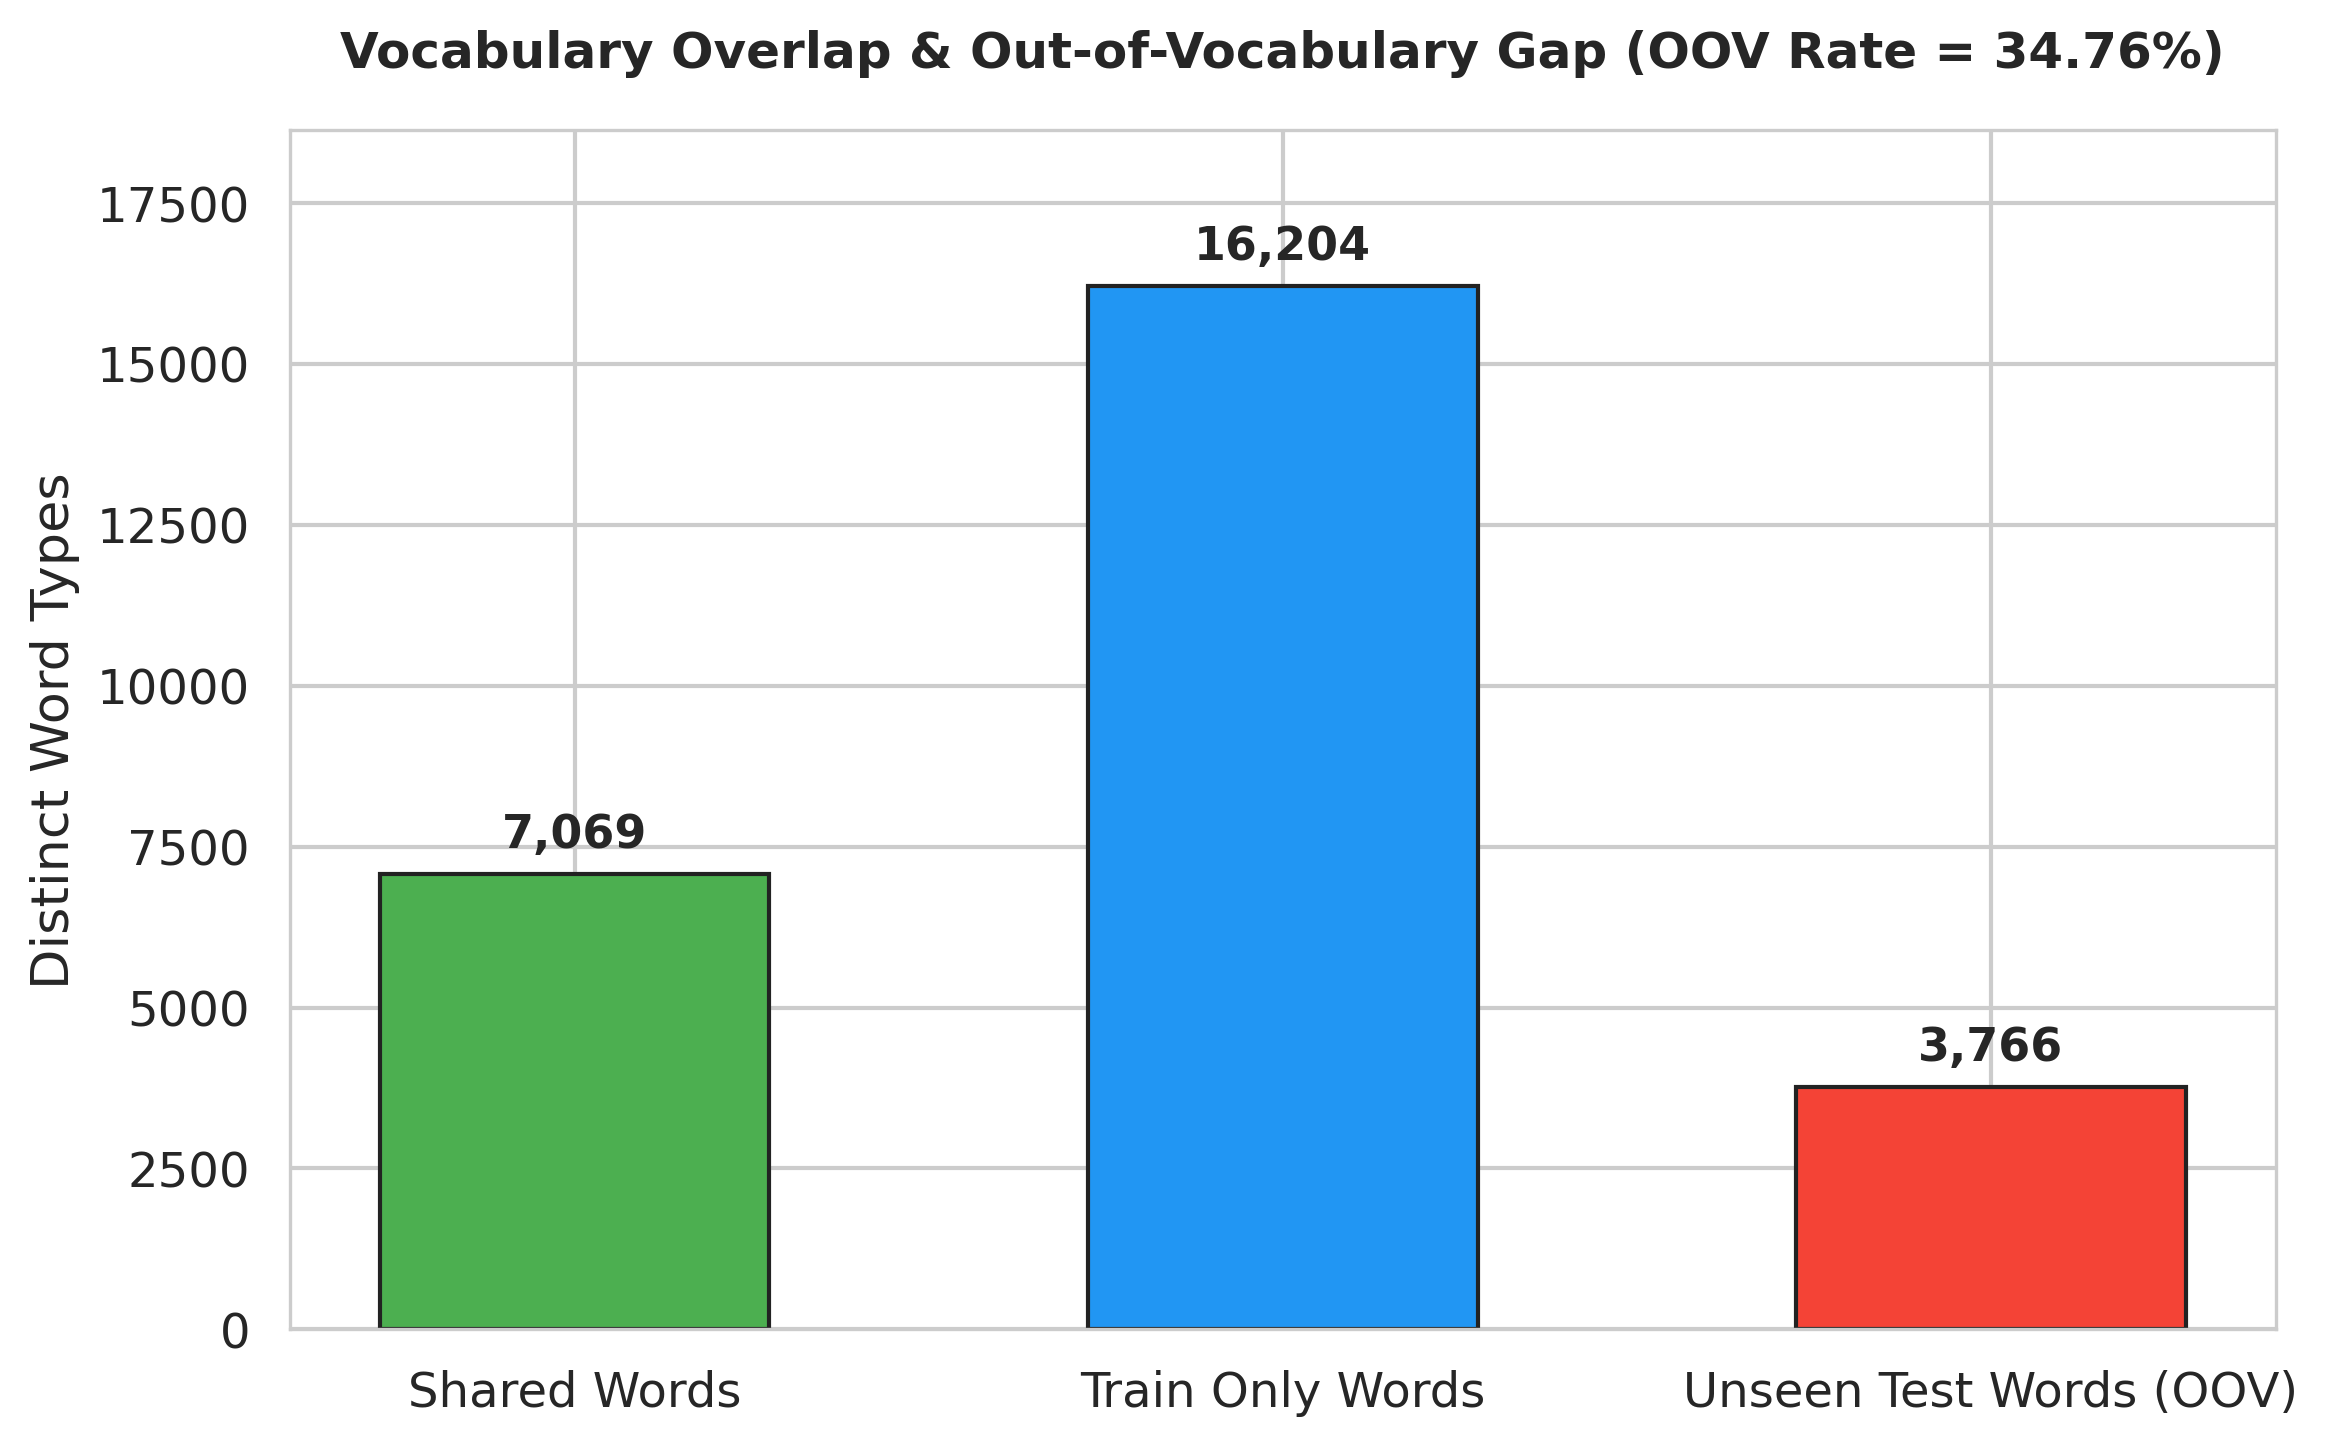 Vocabulary Overlap & Out-of-Vocabulary Gap (OOV Rate = 34.76%)
Distinct Word Types
17500
15000
12500
10000
7500
5000
2500
0
7,069
16,204
3,766
Shared Words
Train Only Words
Unseen Test Words (OOV)